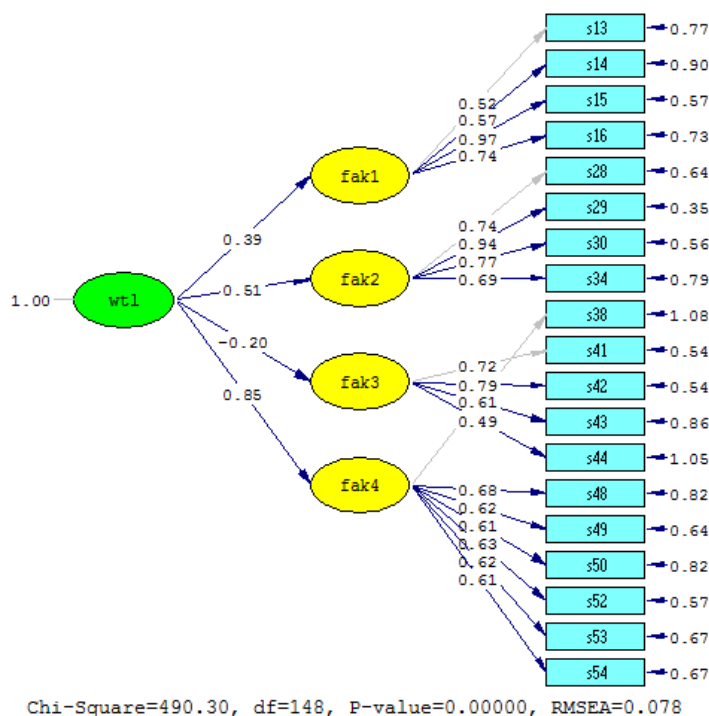 s13 0.77
s14 0.90
s15 0.57
0.52
0.57
s16 0.73
0.97
0.74
s28 0.64
fak1
s29 0.35
0.74
0.39 0.94 s30 0.56
0.77
fak2 0.69 s34 0.79
0.51
1.00 wtl
s38 1.08
-0.20
s41 0.54
0.72
fak3 0.79 s42 0.54
0.85
0.61
0.49 s43 0.86
s44 1.05
fak4 0.68 s48 0.82
0.62
0.61 s49 0.64
0.63
0.62 s50 0.82
0.61
s52 0.57
s53 0.67
s54 0.67
Chi-Square=490.30, df=148, P-value=0.00000, RMSEA=0.078